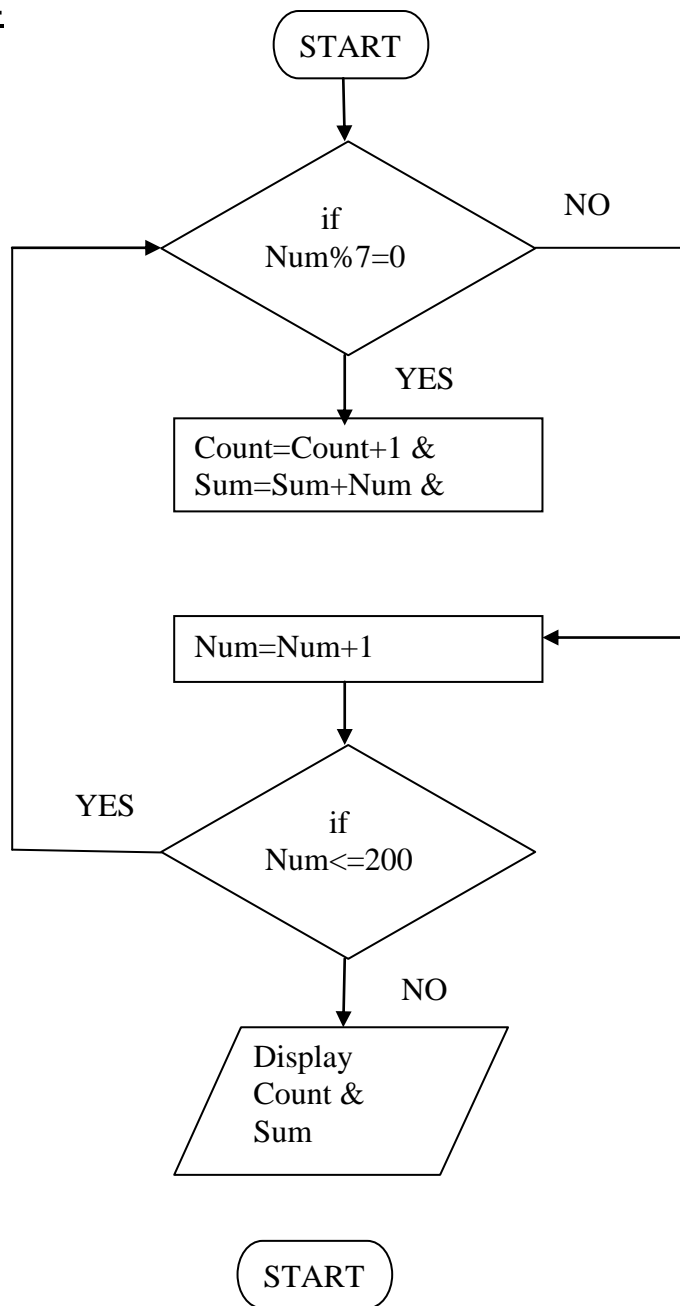 START
if
Num%7=0
NO
YES
Count=Count+1 &
Sum=Sum+Num &
Num=Num+1
YES
if
Num<=200
NO
Display
Count &
Sum
START